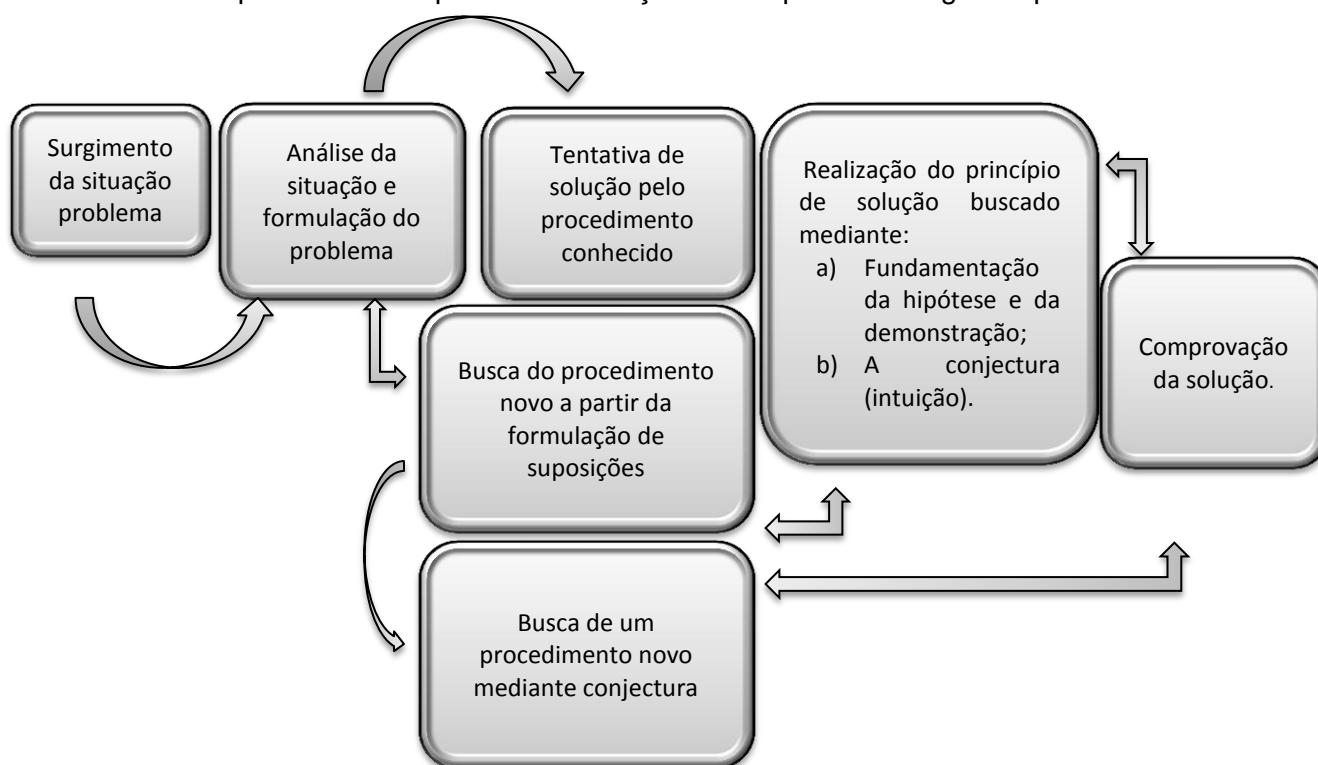 Surgimento
da situação
problema
Análise da
situação e
formulação do
problema
Tentativa de
solução pelo
procedimento
conhecido
Realização do princípio
de solução buscado
mediante:
a) Fundamentação
da hipótese e da
demonstração;
b) A conjectura
(intuição).
Comprovação
da solução.
Busca do procedimento
novo a partir da
formulação de
suposições
Busca de um
procedimento novo
mediante conjectura